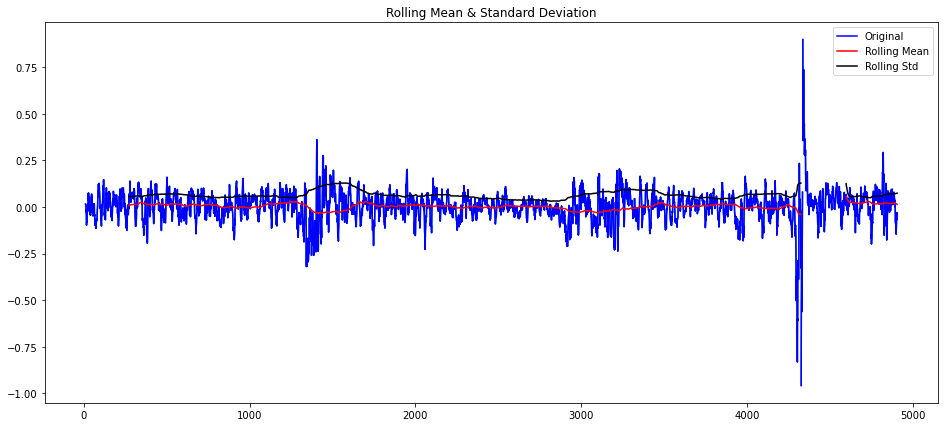 Rolling Mean & Standard Deviation
Original
Rolling Mean
Rolling Std
0.75
0.50
0.25
0.00
−0.25
−0.50
−0.75
−1.00
0 1000 2000 3000 4000 5000